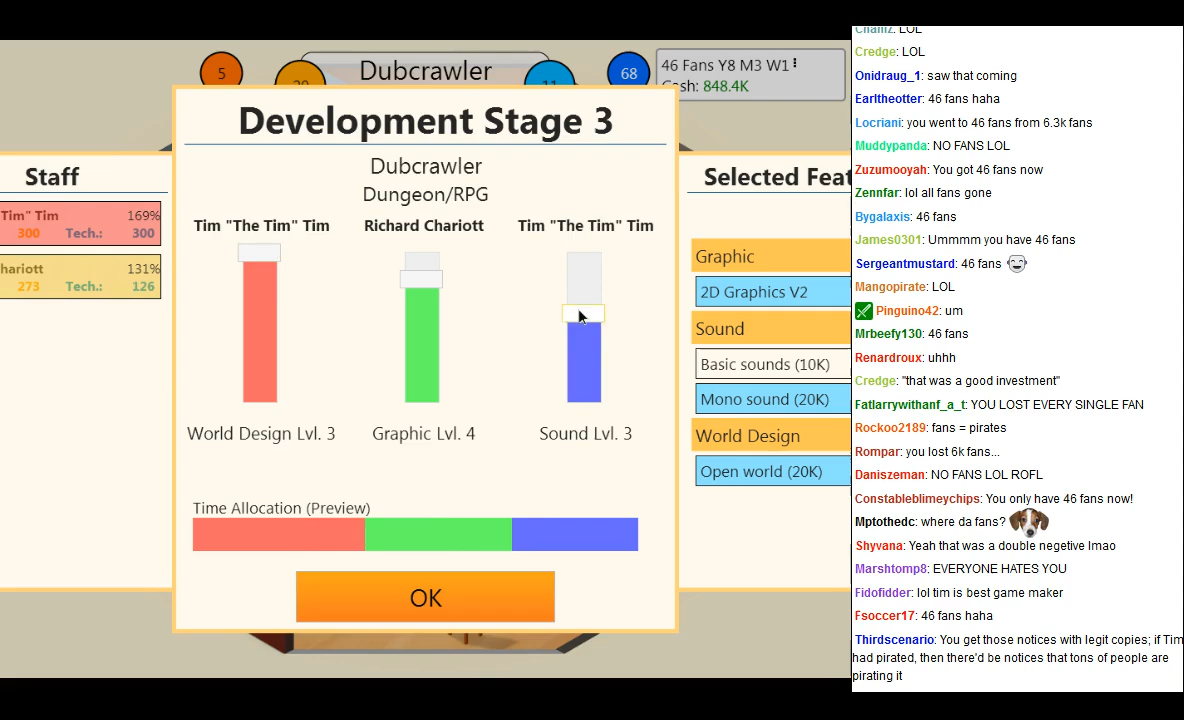 5
Dubcrawler
68
46 Fans Y8 M3 W1
Cash: 848.4K
Staff
Tim" Tim 169%
300 Tech.: 300
hariott 131%
273 Tech.: 126
Development Stage 3
Dubcrawler
Dungeon/RPG
Tim "The Tim" Tim Richard Chariott Tim "The Tim" Tim
World Design Lvl. 3 Graphic Lvl. 4 Sound Lvl. 3
Time Allocation (Preview)
OK
Selected Feat
Graphic
2D Graphics V2
Sound
Basic sounds (10K)
Mono sound (20K)
World Design
Open world (20K)
Chaniz: LOL
Credge: LOL
Onidraug_1: saw that coming
Earltheotter: 46 fans haha
Locriani: you went to 46 fans from 6.3k fans
Muddypanda: NO FANS LOL
Zuzumooyah: You got 46 fans now
Zennfar: lol all fans gone
Bygalaxis: 46 fans
James0301: Ummmm you have 46 fans
Sergeantmustard: 46 fans
Mangopirate: LOL
Pinguino42: um
Mrbeefy130: 46 fans
Renardroux: uhhh
Credge: "that was a good investment"
Fatlarrywithanf_a_t: YOU LOST EVERY SINGLE FAN
Rockoo2189: fans = pirates
Rompar: you lost 6k fans...
Daniszeman: NO FANS LOL ROFL
Constableblimeychips: You only have 46 fans now!
Mptothedc: where da fans?
Shyvana: Yeah that was a double negetive lmao
Marshtomp8: EVERYONE HATES YOU
Fidofidder: lol tim is best game maker
Fsoccer17: 46 fans haha
Thirdscenario: You get those notices with legit copies; if Tim
had pirated, then there'd be notices that tons of people are
pirating it